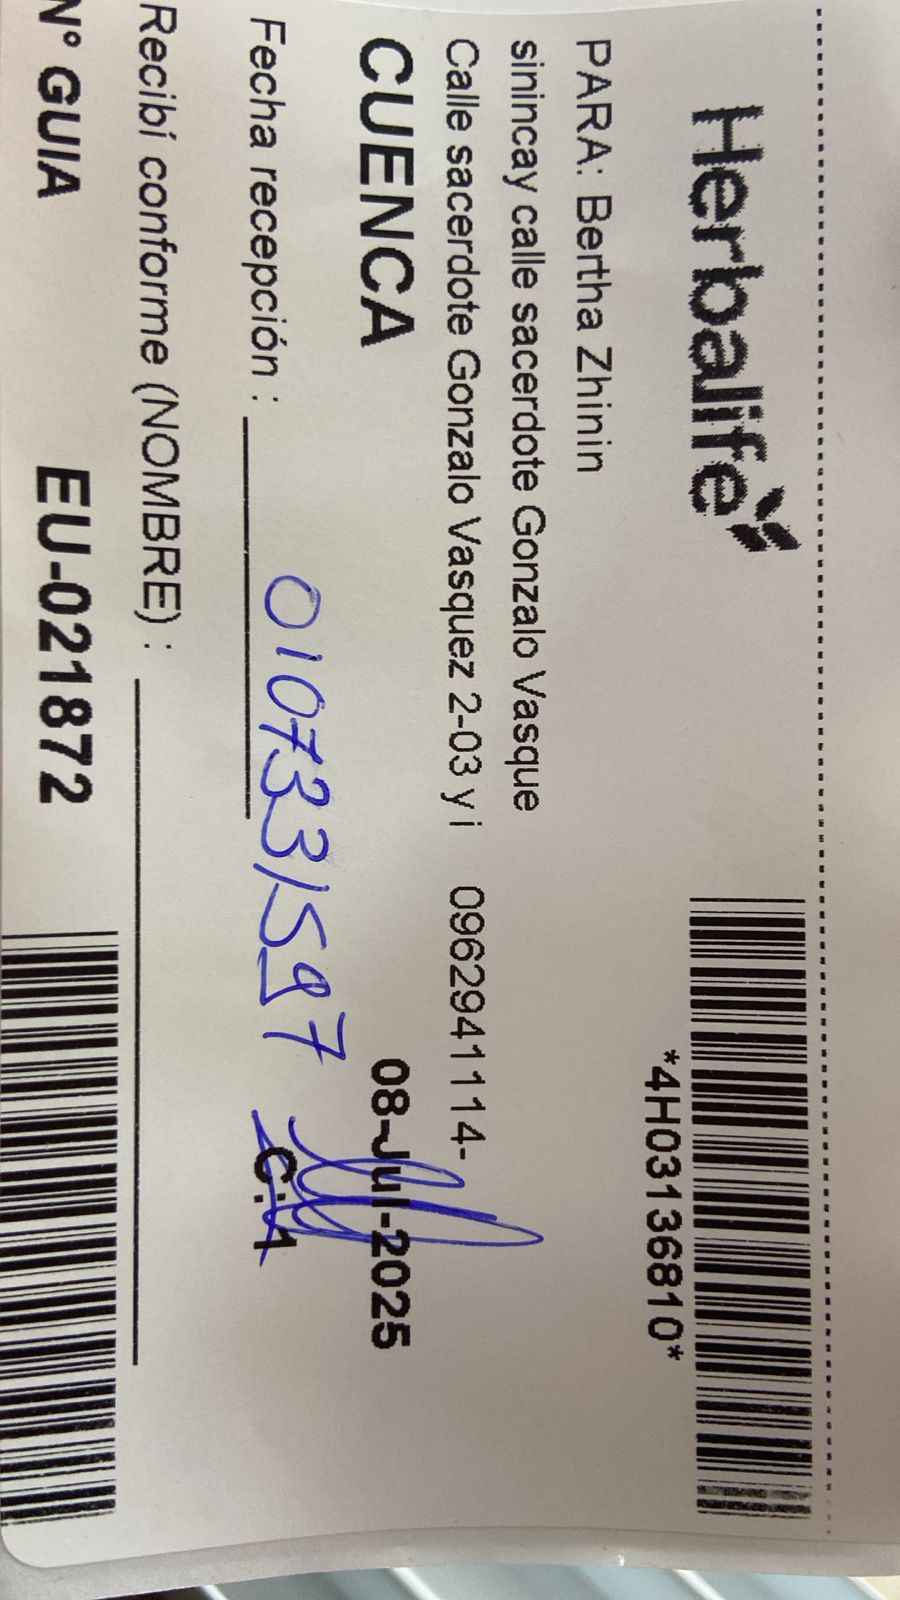 Herbalife
*4H03136810*
PARA: Bertha Zhinin
sinincay calle sacerdote Gonzalo Vasque
Calle sacerdote Gonzalo Vasquez 2-03 y i 0962941114-
CUENCA 08-Jul-2025
Fecha recepción : 0107331597 C:1
Recibí conforme (NOMBRE) :
N° GUIA EU-021872